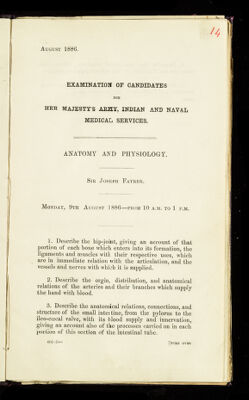 14
August 1886.
EXAMINATION OF CANDIDATES
FOR
HER MAJESTY'S ARMY, INDIAN AND NAVAL
MEDICAL SERVICES.
ANATOMY AND PHYSIOLOGY.
Sir Joseph Fayrer.
Monday, 9th August 1886—from 10 a.m. to 1 p.m.
1. Describe the hip-joint, giving an account of that
portion of each bone which enters into its formation, the
ligaments and muscles with their respective uses, which
are in immediate relation with the articulation, and the
vessels and nerves with which it is supplied.
2. Describe the orgin, distribution, and anatomical
relations of the arteries and their branches which supply
the hand with blood.
3. Describe the anatomical relations, connections, and
structure of the small intestine, from the pylorus to the
ileo-cæcal valve, with its blood supply and innervation,
giving an account also of the processes carried on in each
portion of this section of the intestinal tube.
[turn over